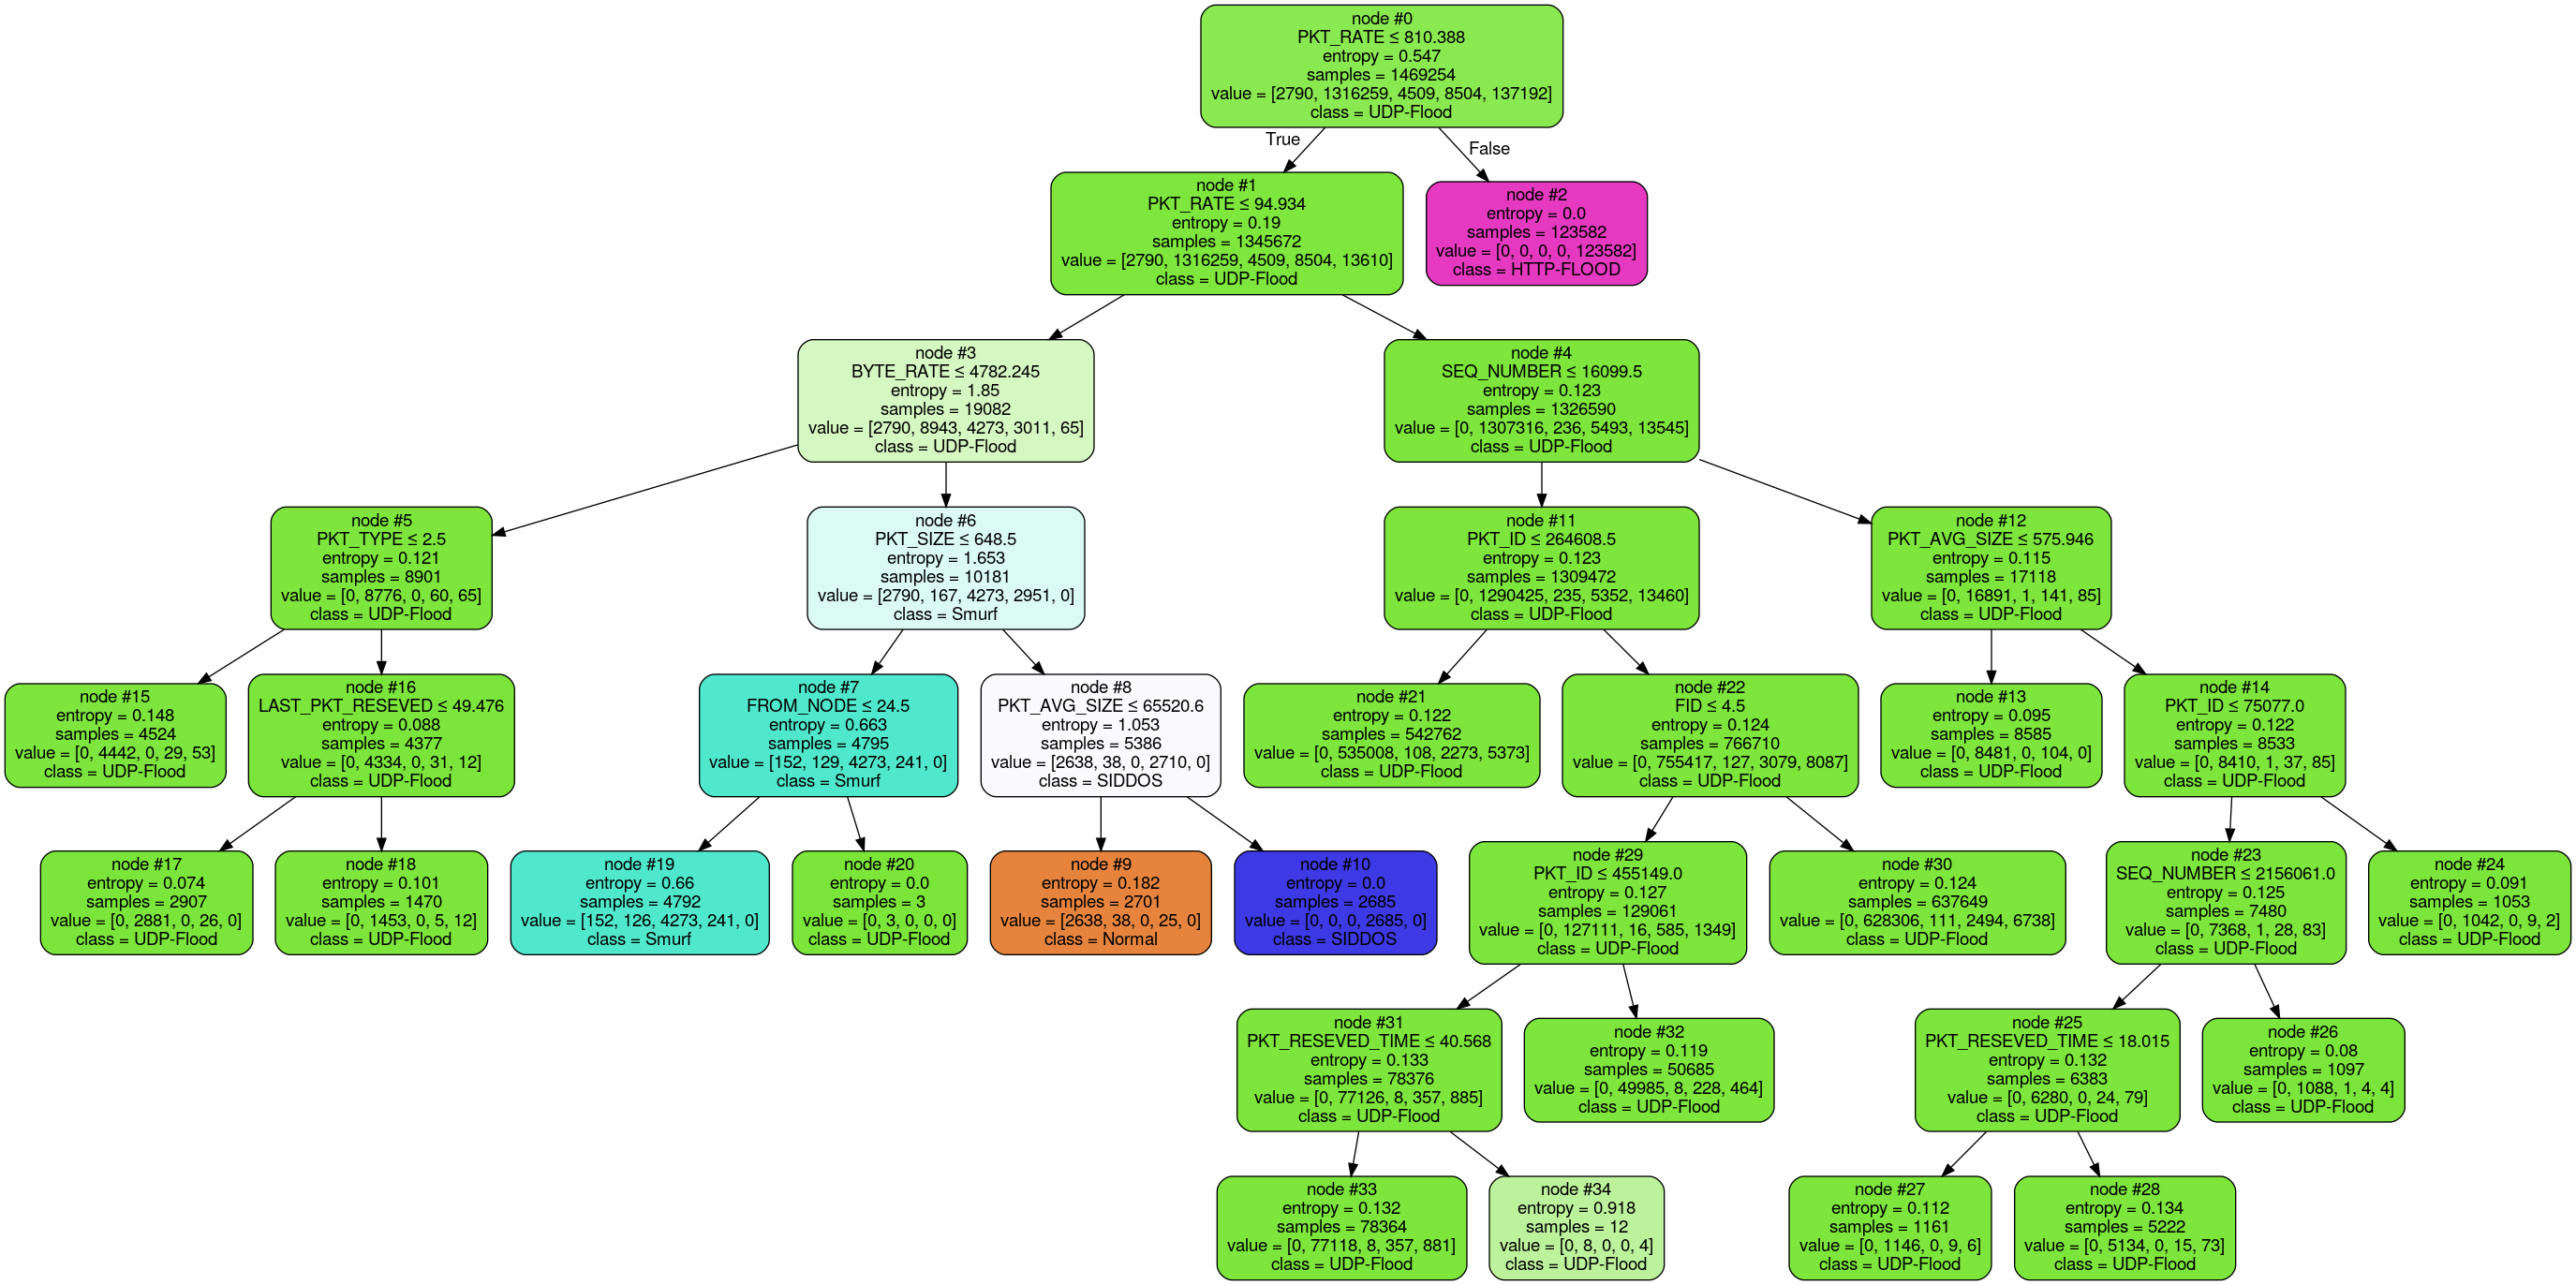 node #0
PKT_RATE ≤ 810.388
entropy = 0.547
samples = 1469254
value = [2790, 1316259, 4509, 8504, 137192]
class = UDP-Flood
True
False
node #1
PKT_RATE ≤ 94.934
entropy = 0.19
samples = 1345672
value = [2790, 1316259, 4509, 8504, 13610]
class = UDP-Flood
node #2
entropy = 0.0
samples = 123582
value = [0, 0, 0, 0, 123582]
class = HTTP-FLOOD
node #3
BYTE_RATE ≤ 4782.245
entropy = 1.85
samples = 19082
value = [2790, 8943, 4273, 3011, 65]
class = UDP-Flood
node #4
SEQ_NUMBER ≤ 16099.5
entropy = 0.123
samples = 1326590
value = [0, 1307316, 236, 5493, 13545]
class = UDP-Flood
node #5
PKT_TYPE ≤ 2.5
entropy = 0.121
samples = 8901
value = [0, 8776, 0, 60, 65]
class = UDP-Flood
node #6
PKT_SIZE ≤ 648.5
entropy = 1.653
samples = 10181
value = [2790, 167, 4273, 2951, 0]
class = Smurf
node #11
PKT_ID ≤ 264608.5
entropy = 0.123
samples = 1309472
value = [0, 1290425, 235, 5352, 13460]
class = UDP-Flood
node #12
PKT_AVG_SIZE ≤ 575.946
entropy = 0.115
samples = 17118
value = [0, 16891, 1, 141, 85]
class = UDP-Flood
node #15
entropy = 0.148
samples = 4524
value = [0, 4442, 0, 29, 53]
class = UDP-Flood
node #16
LAST_PKT_RESEVED ≤ 49.476
entropy = 0.088
samples = 4377
value = [0, 4334, 0, 31, 12]
class = UDP-Flood
node #7
FROM_NODE ≤ 24.5
entropy = 0.663
samples = 4795
value = [152, 129, 4273, 241, 0]
class = Smurf
node #8
PKT_AVG_SIZE ≤ 65520.6
entropy = 1.053
samples = 5386
value = [2638, 38, 0, 2710, 0]
class = SIDDOS
node #21
entropy = 0.122
samples = 542762
value = [0, 535008, 108, 2273, 5373]
class = UDP-Flood
node #22
FID ≤ 4.5
entropy = 0.124
samples = 766710
value = [0, 755417, 127, 3079, 8087]
class = UDP-Flood
node #13
entropy = 0.095
samples = 8585
value = [0, 8481, 0, 104, 0]
class = UDP-Flood
node #14
PKT_ID ≤ 75077.0
entropy = 0.122
samples = 8533
value = [0, 8410, 1, 37, 85]
class = UDP-Flood
node #17
entropy = 0.074
samples = 2907
value = [0, 2881, 0, 26, 0]
class = UDP-Flood
node #18
entropy = 0.101
samples = 1470
value = [0, 1453, 0, 5, 12]
class = UDP-Flood
node #19
entropy = 0.66
samples = 4792
value = [152, 126, 4273, 241, 0]
class = Smurf
node #20
entropy = 0.0
samples = 3
value = [0, 3, 0, 0, 0]
class = UDP-Flood
node #9
entropy = 0.182
samples = 2701
value = [2638, 38, 0, 25, 0]
class = Normal
node #10
entropy = 0.0
samples = 2685
value = [0, 0, 0, 2685, 0]
class = SIDDOS
node #29
PKT_ID ≤ 455149.0
entropy = 0.127
samples = 129061
value = [0, 127111, 16, 585, 1349]
class = UDP-Flood
node #30
entropy = 0.124
samples = 637649
value = [0, 628306, 111, 2494, 6738]
class = UDP-Flood
node #23
SEQ_NUMBER ≤ 2156061.0
entropy = 0.125
samples = 7480
value = [0, 7368, 1, 28, 83]
class = UDP-Flood
node #24
entropy = 0.091
samples = 1053
value = [0, 1042, 0, 9, 2]
class = UDP-Flood
node #31
PKT_RESEVED_TIME ≤ 40.568
entropy = 0.133
samples = 78376
value = [0, 77126, 8, 357, 885]
class = UDP-Flood
node #32
entropy = 0.119
samples = 50685
value = [0, 49985, 8, 228, 464]
class = UDP-Flood
node #25
PKT_RESEVED_TIME ≤ 18.015
entropy = 0.132
samples = 6383
value = [0, 6280, 0, 24, 79]
class = UDP-Flood
node #26
entropy = 0.08
samples = 1097
value = [0, 1088, 1, 4, 4]
class = UDP-Flood
node #33
entropy = 0.132
samples = 78364
value = [0, 77118, 8, 357, 881]
class = UDP-Flood
node #34
entropy = 0.918
samples = 12
value = [0, 8, 0, 0, 4]
class = UDP-Flood
node #27
entropy = 0.112
samples = 1161
value = [0, 1146, 0, 9, 6]
class = UDP-Flood
node #28
entropy = 0.134
samples = 5222
value = [0, 5134, 0, 15, 73]
class = UDP-Flood